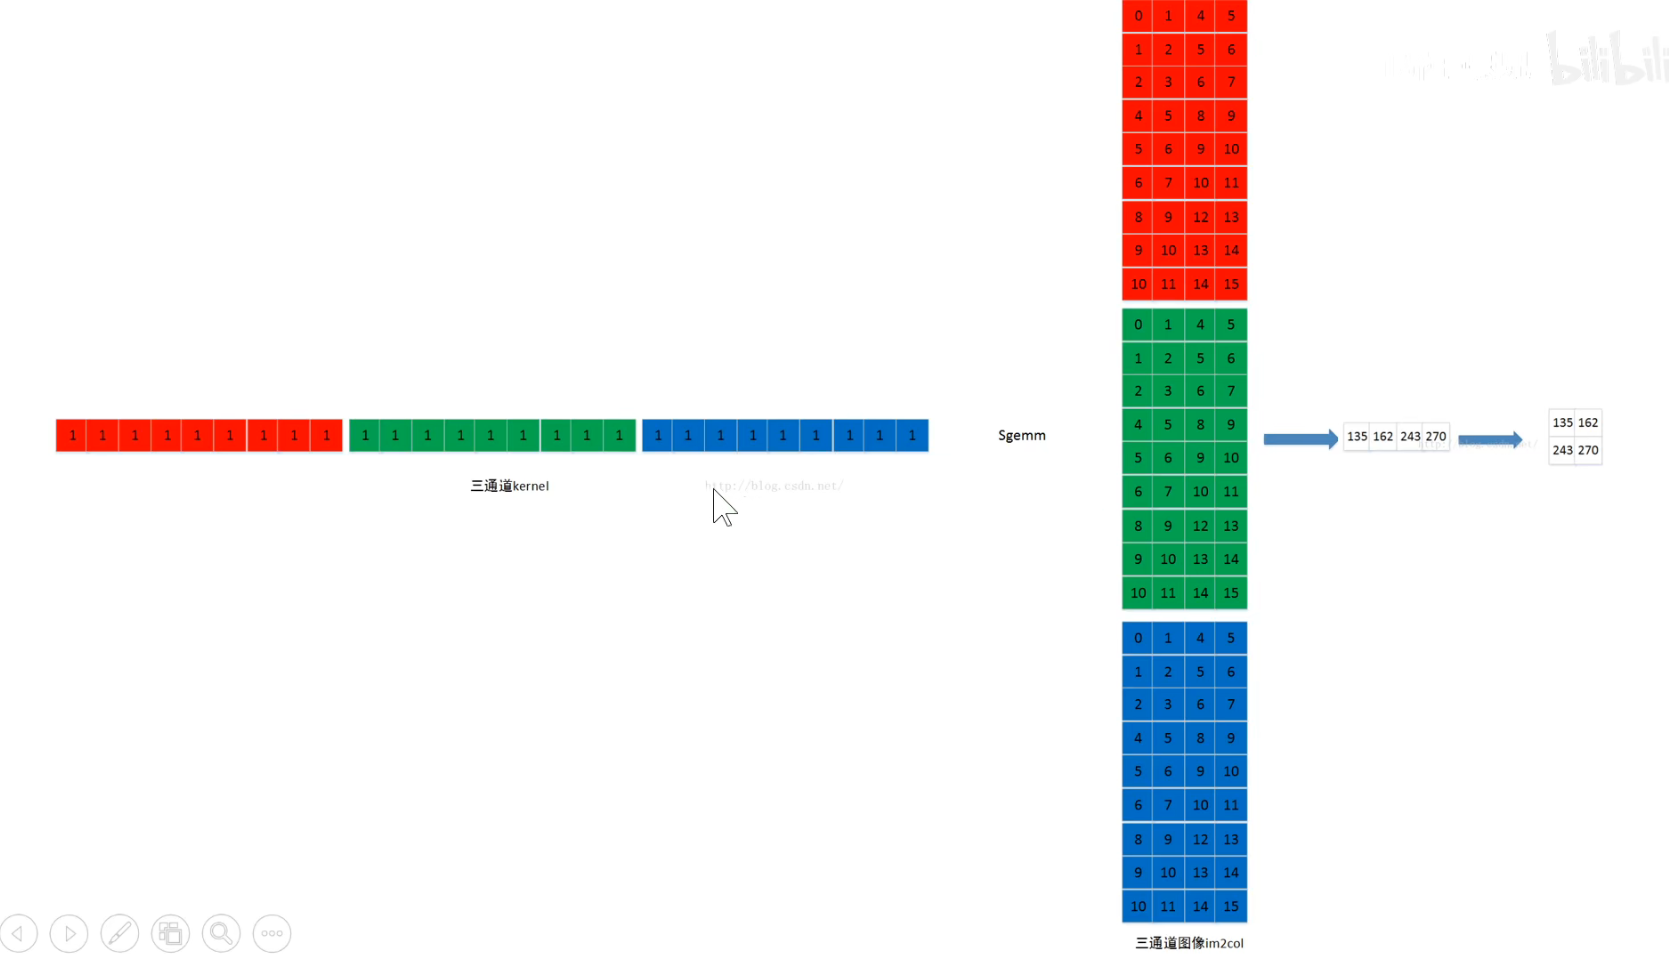 0 1 4 5
1 2 5 6
2 3 6 7
4 5 8 9
5 6 9 10
6 7 10 11
8 9 12 13
9 10 13 14
10 11 14 15
bilibili
0 1 4 5
1 2 5 6
2 3 6 7
4 5 8 9
5 6 9 10
6 7 10 11
8 9 12 13
9 10 13 14
10 11 14 15
1 1 1 1 1 1 1 1 1 1 1 1 1 1 1 1 1 1 1 1 1 1 1 1 1 1 1
三通道kernel
http://blog.csdn.net/
Sgemm
135 162 243 270
135 162
243 270
0 1 4 5
1 2 5 6
2 3 6 7
4 5 8 9
5 6 9 10
6 7 10 11
8 9 12 13
9 10 13 14
10 11 14 15
三通道图像im2col